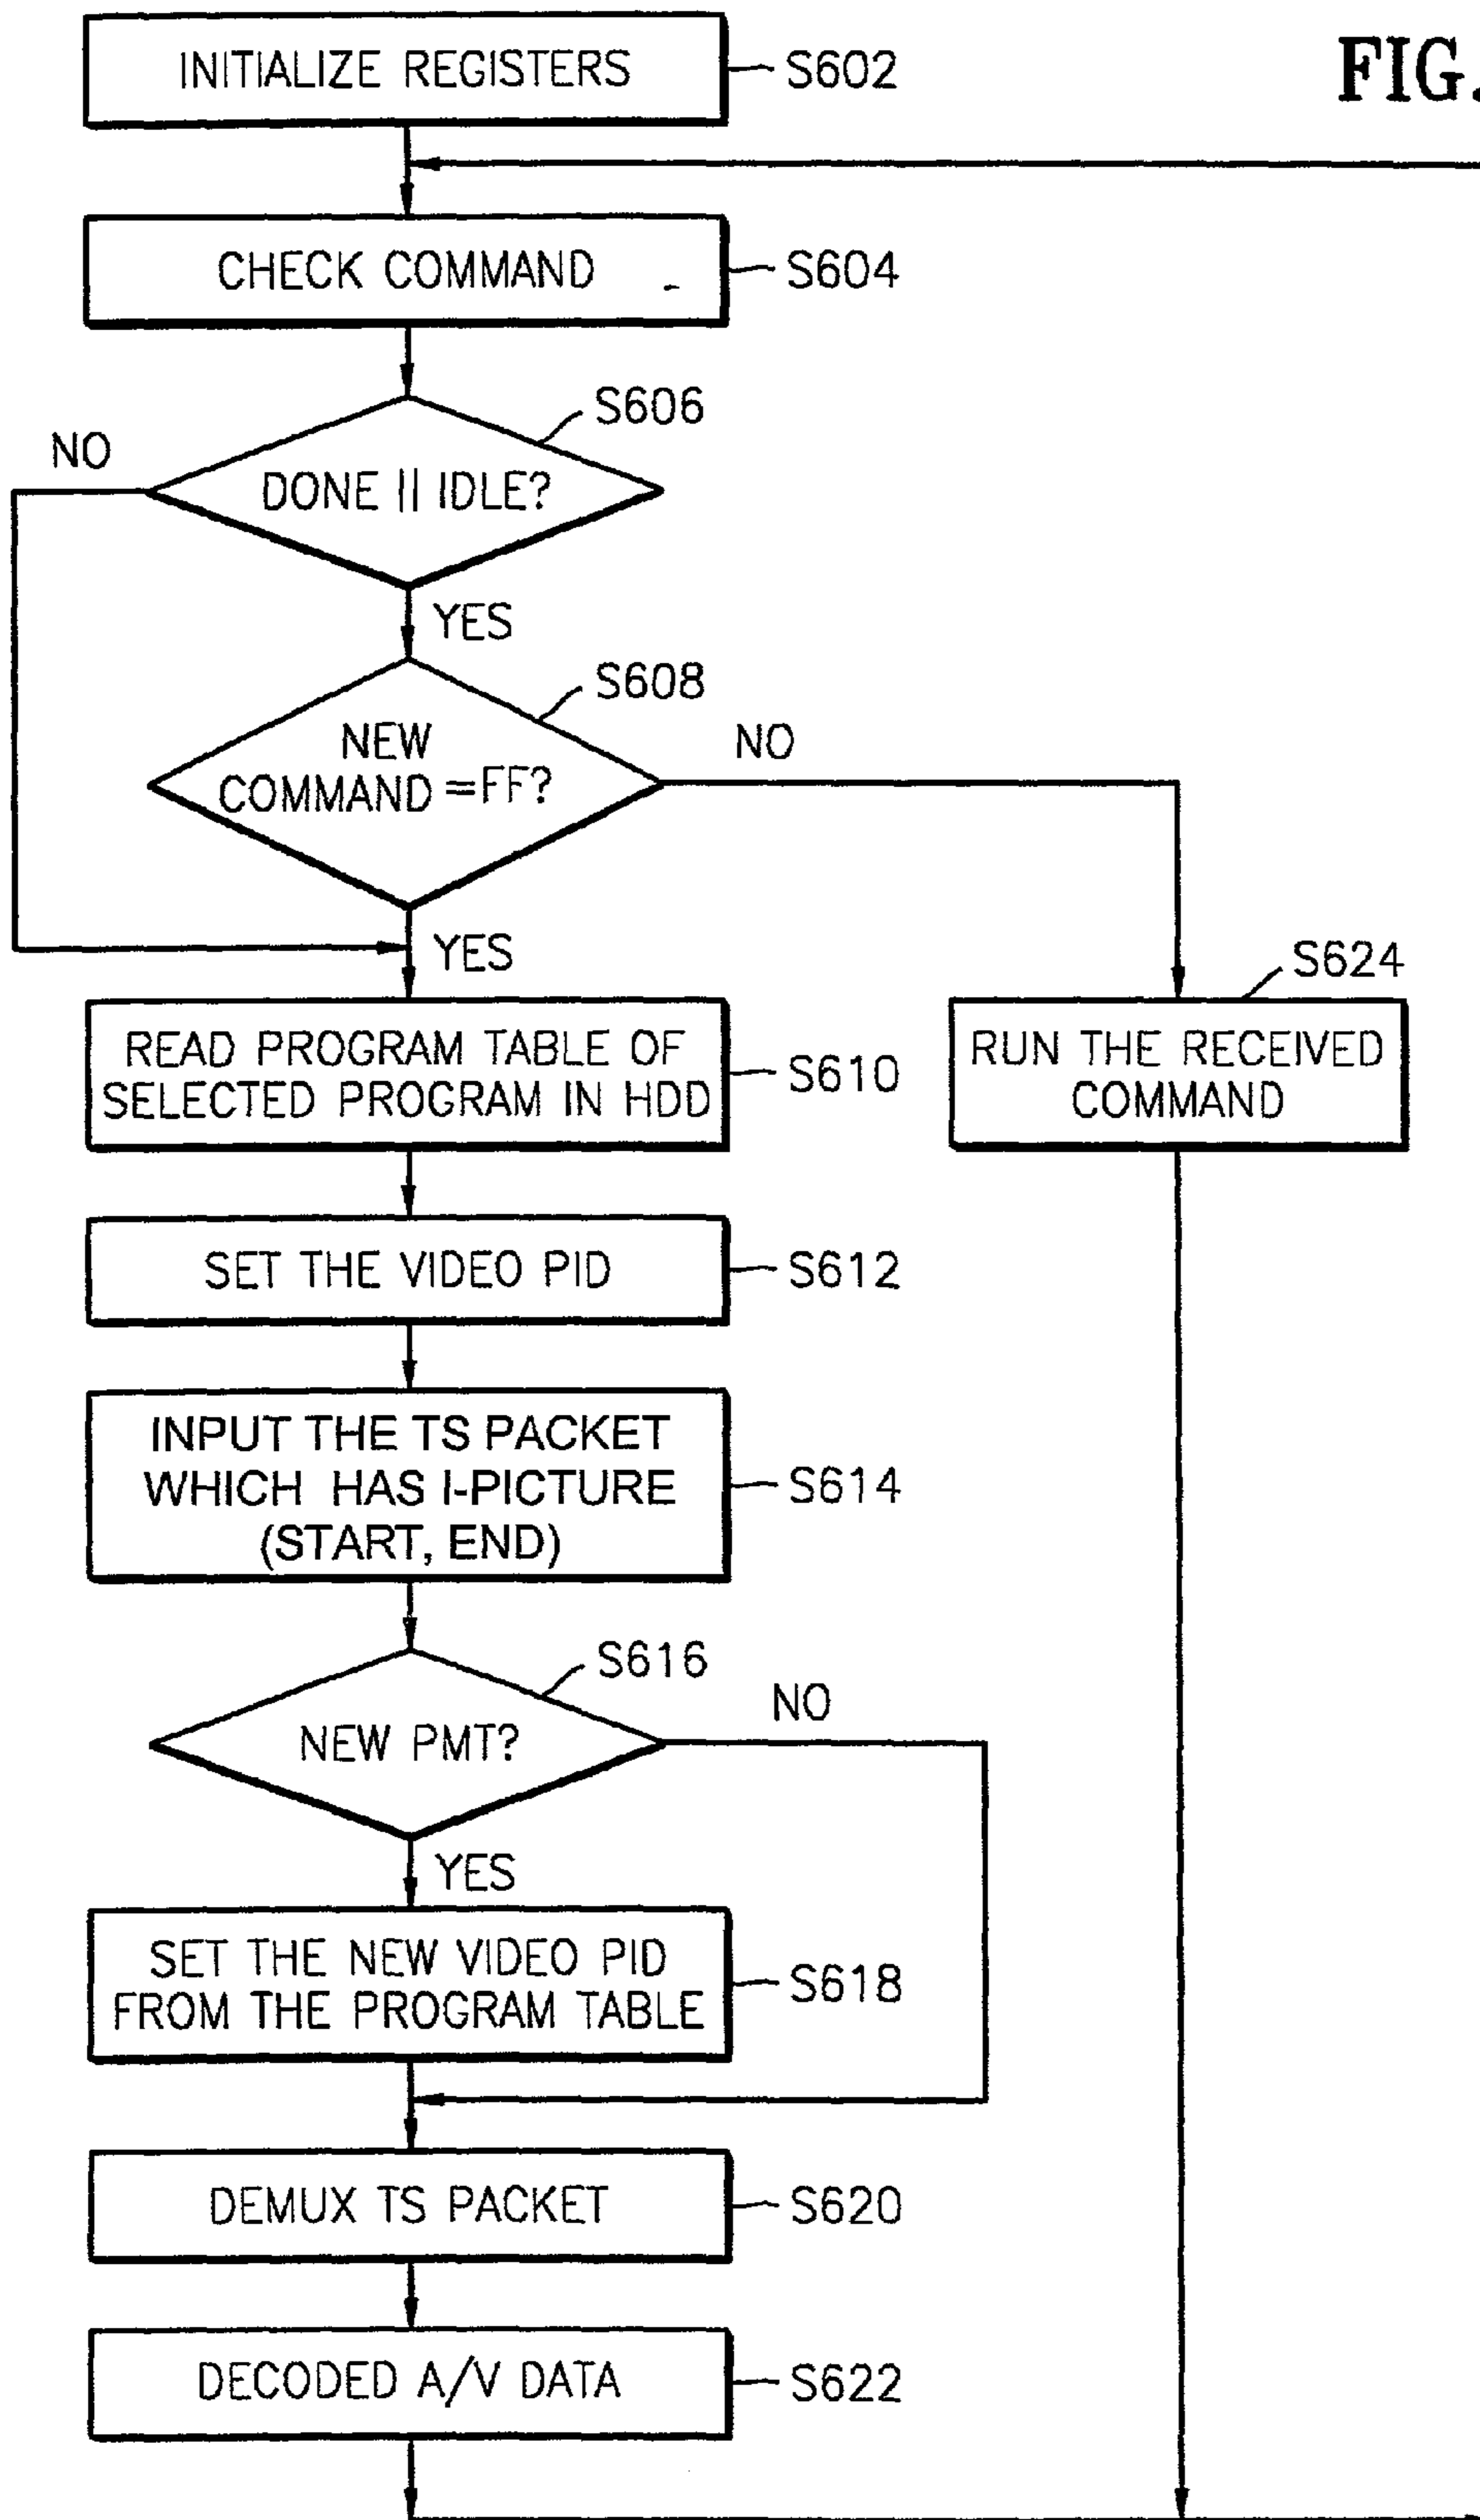 INITIALIZE REGISTERS
S602
FIG.
CHECK COMMAND
S604
S606
NO
DONE || IDLE?
YES
S608
NEW
COMMAND =FF?
NO
YES
S624
READ PROGRAM TABLE OF
SELECTED PROGRAM IN HDD
S610
RUN THE RECEIVED
COMMAND
SET THE VIDEO PID
S612
INPUT THE TS PACKET
WHICH HAS I-PICTURE
(START, END)
S614
S616
NO
NEW PMT?
YES
SET THE NEW VIDEO PID
FROM THE PROGRAM TABLE
S618
DEMUX TS PACKET
S620
DECODED A/V DATA
S622